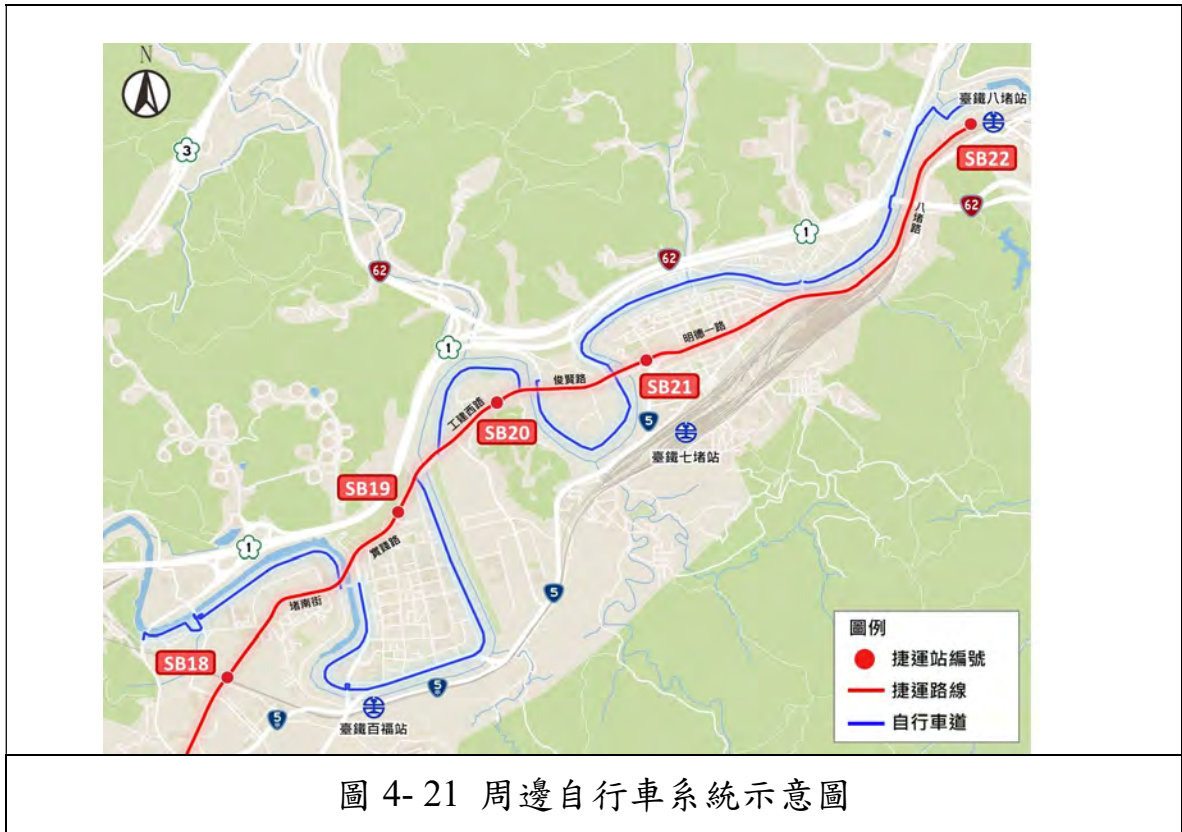 N
臺鐵八堵站
SB22
3
62
八堵路
1
62
62
明德一路
1
俊賢路
SB21
工建西路
SB20
5
臺鐵七堵站
SB19
實踐路
1
5
堵南街
SB18
5
5
臺鐵百福站
圖例
捷運站編號
捷運路線
自行車道
圖 4- 21 周邊自行車系統示意圖